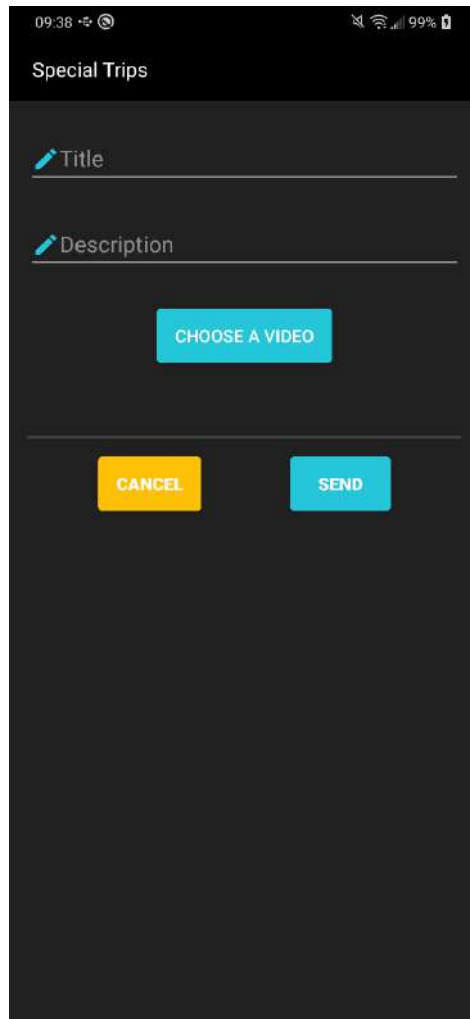 09:38 99%
Special Trips
Title
Description
CHOOSE A VIDEO
CANCEL SEND